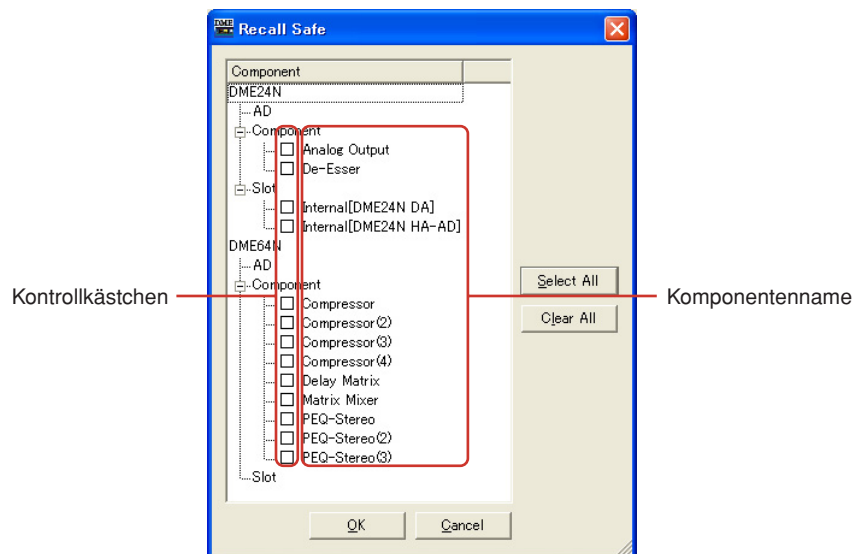 DME Recall Safe
Component
DME24N
AD
Component
Analog Output
De-Esser
Slot
Internal[DME24N DA]
Internal[DME24N HA-AD]
DME64N
AD
Component
Compressor
Compressor(2)
Compressor(3)
Compressor(4)
Delay Matrix
Matrix Mixer
PEQ-Stereo
PEQ-Stereo(2)
PEQ-Stereo(3)
Slot
Select All
Clear All
Kontrollkästchen
Komponentenname
OK
Cancel